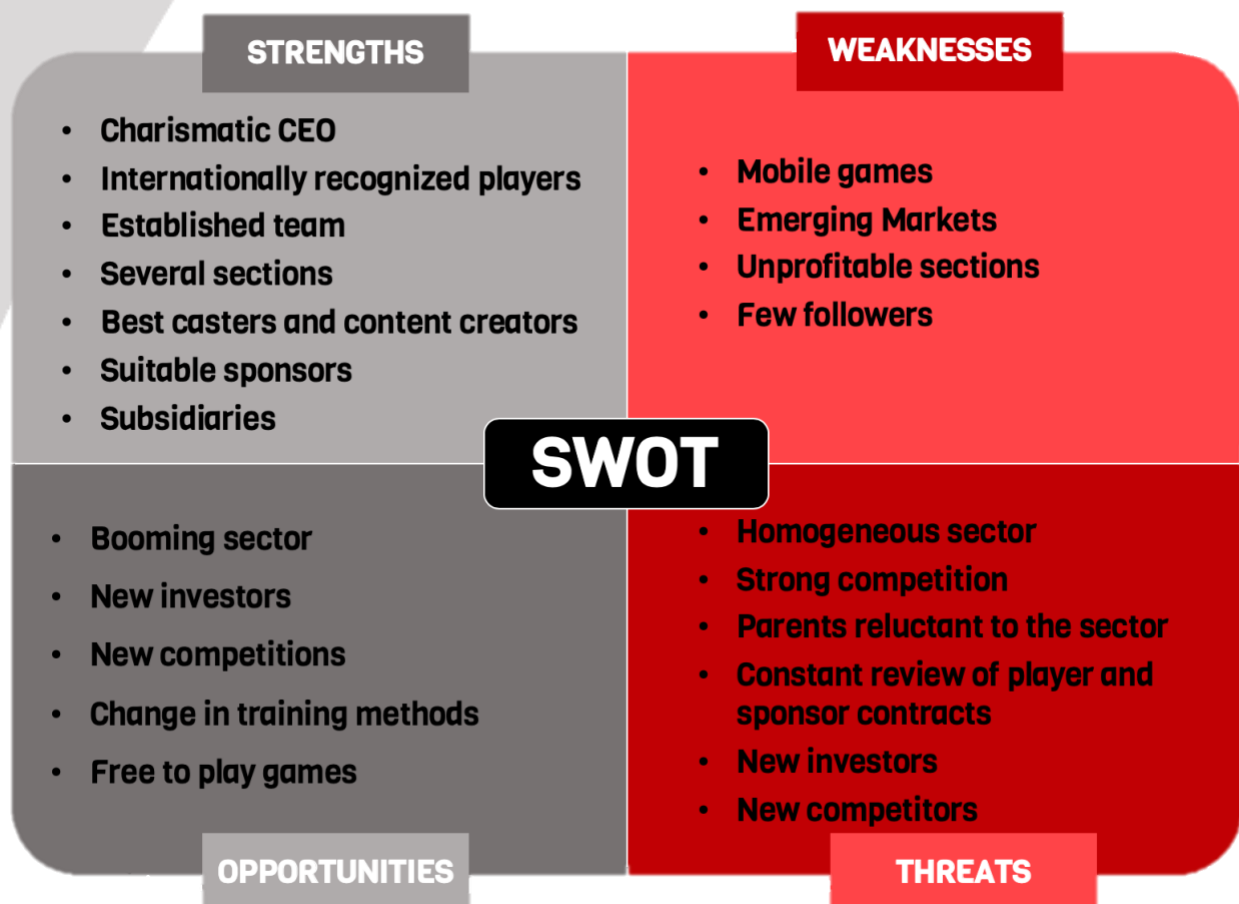 STRENGTHS
• Charismatic CEO
• Internationally recognized players
• Established team
• Several sections
• Best casters and content creators
• Suitable sponsors
• Subsidiaries
WEAKNESSES
• Mobile games
• Emerging Markets
• Unprofitable sections
• Few followers
SWOT
• Booming sector
• New investors
• New competitions
• Change in training methods
• Free to play games
OPPORTUNITIES
• Homogeneous sector
• Strong competition
• Parents reluctant to the sector
• Constant review of player and
sponsor contracts
• New investors
• New competitors
THREATS